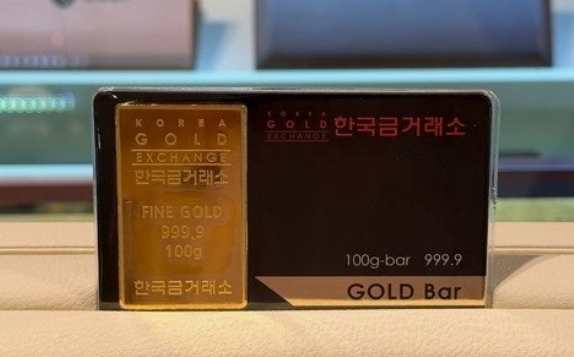 KOREA
GOLD
EXCHANGE
한국금거래소
FINE GOLD
999.9
100g
한국금거래소
KOREA
GOLD
EXCHANGE
한국금거래소
100g-bar 999.9
GOLD Bar